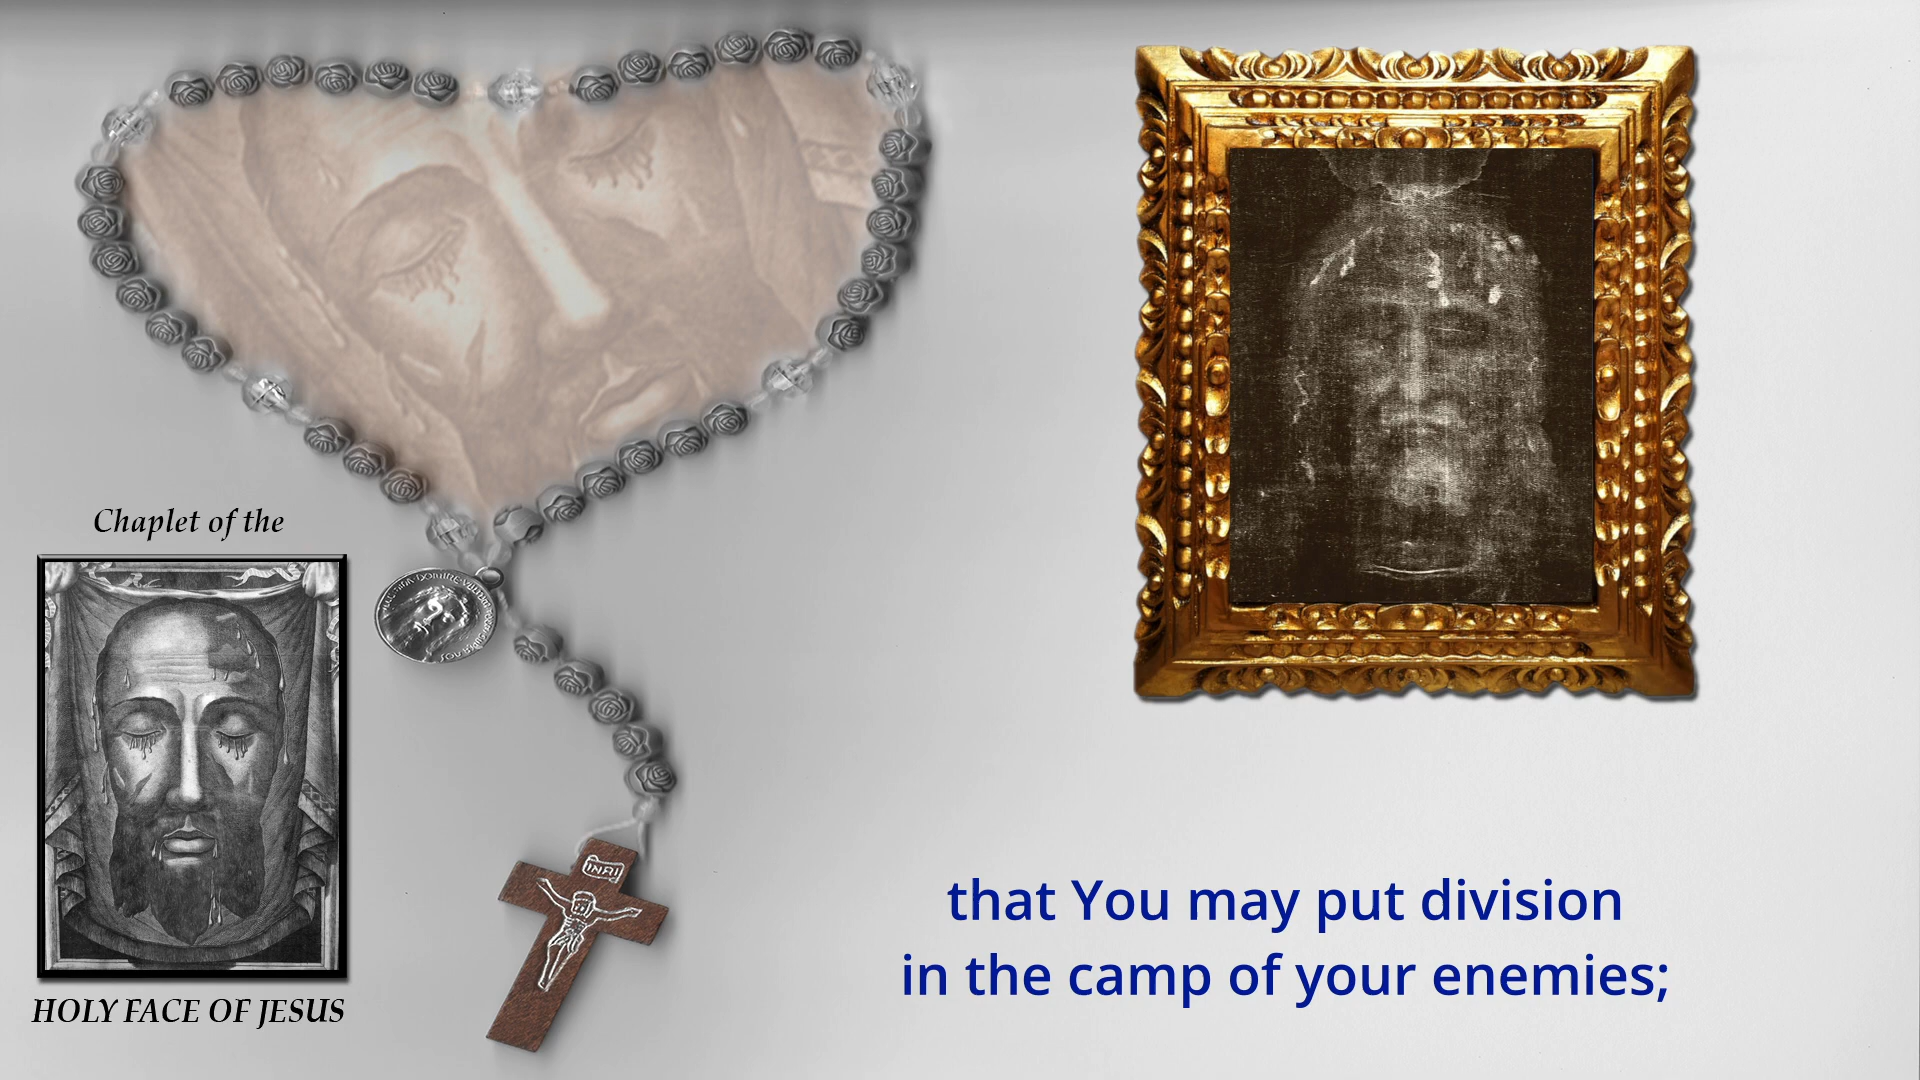 Chaplet of the
HOLY FACE OF JESUS
INRI
that You may put division
in the camp of your enemies;